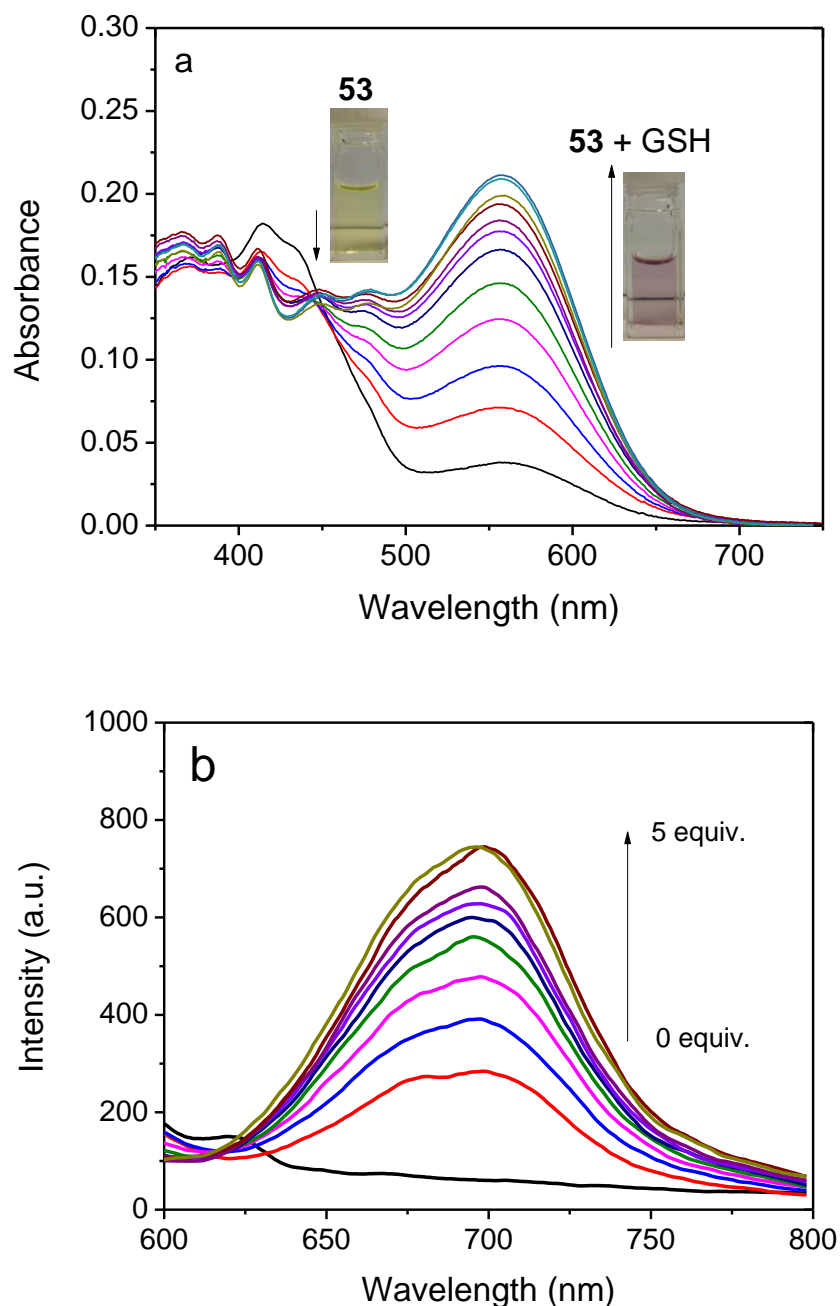 0.30
a
53
0.25
53 + GSH
0.20
0.15
0.10
0.05
0.00
Absorbance
400 500 600 700
Wavelength (nm)
1000
b
800
5 equiv.
600
400
0 equiv.
200
0
Intensity (a.u.)
600 650 700 750 800
Wavelength (nm)